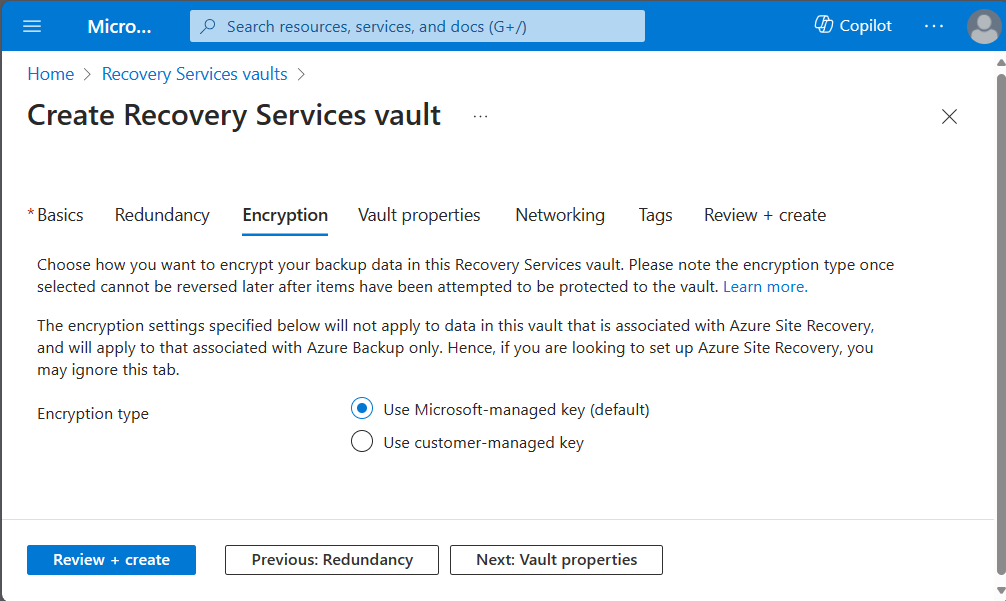 Micro...
Search resources, services, and docs (G+/)
Copilot
...
Home > Recovery Services vaults >
Create Recovery Services vault ...
* Basics Redundancy Encryption Vault properties Networking Tags Review + create
Choose how you want to encrypt your backup data in this Recovery Services vault. Please note the encryption type once
selected cannot be reversed later after items have been attempted to be protected to the vault. Learn more.
The encryption settings specified below will not apply to data in this vault that is associated with Azure Site Recovery,
and will apply to that associated with Azure Backup only. Hence, if you are looking to set up Azure Site Recovery, you
may ignore this tab.
Encryption type
Use Microsoft-managed key (default)
Use customer-managed key
Review + create
Previous: Redundancy
Next: Vault properties